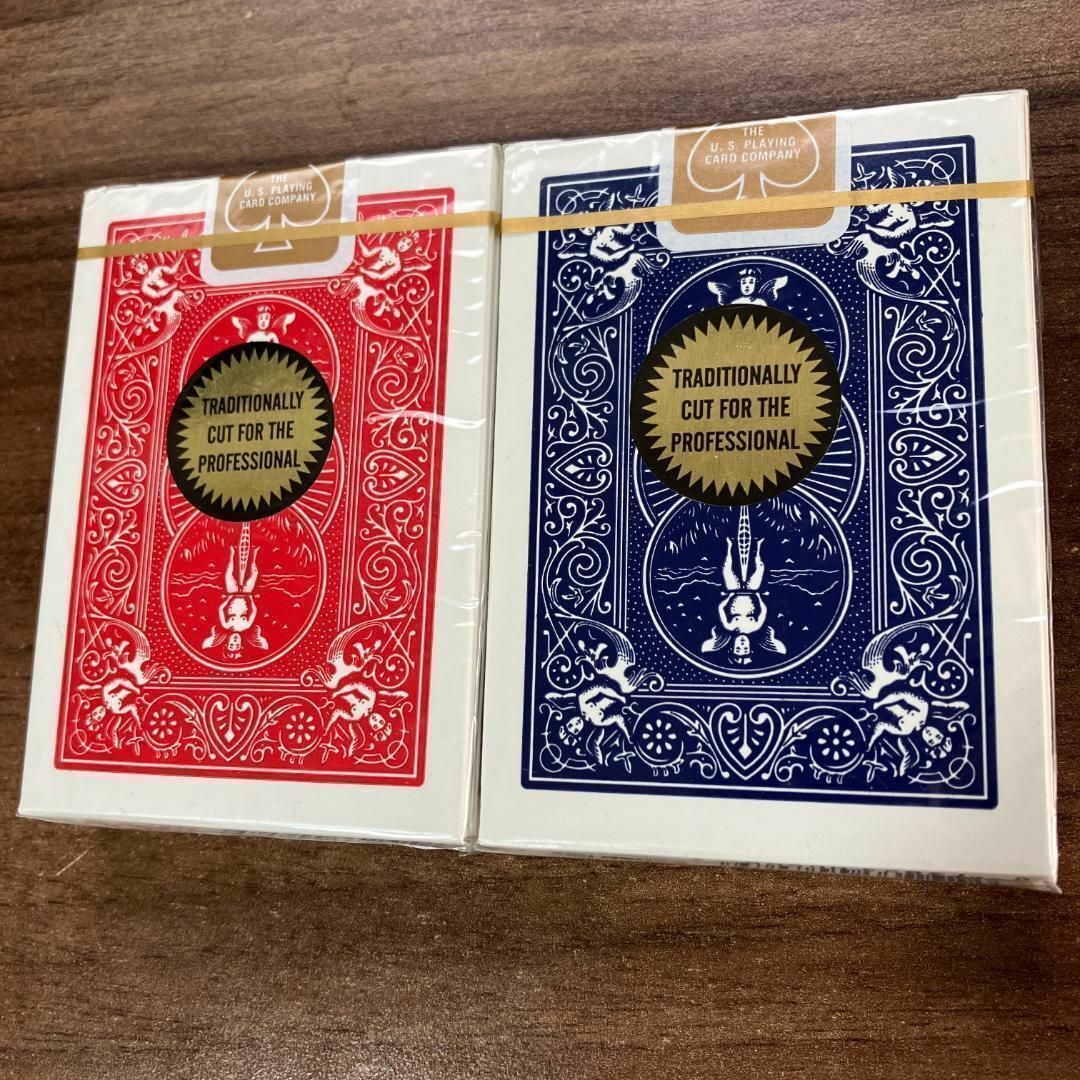 THE
U. S. PLAYING
CARD COMPANY
TRADITIONALLY
CUT FOR THE
PROFESSIONAL
THE
U. S. PLAYING
CARD COMPANY
TRADITIONALLY
CUT FOR THE
PROFESSIONAL